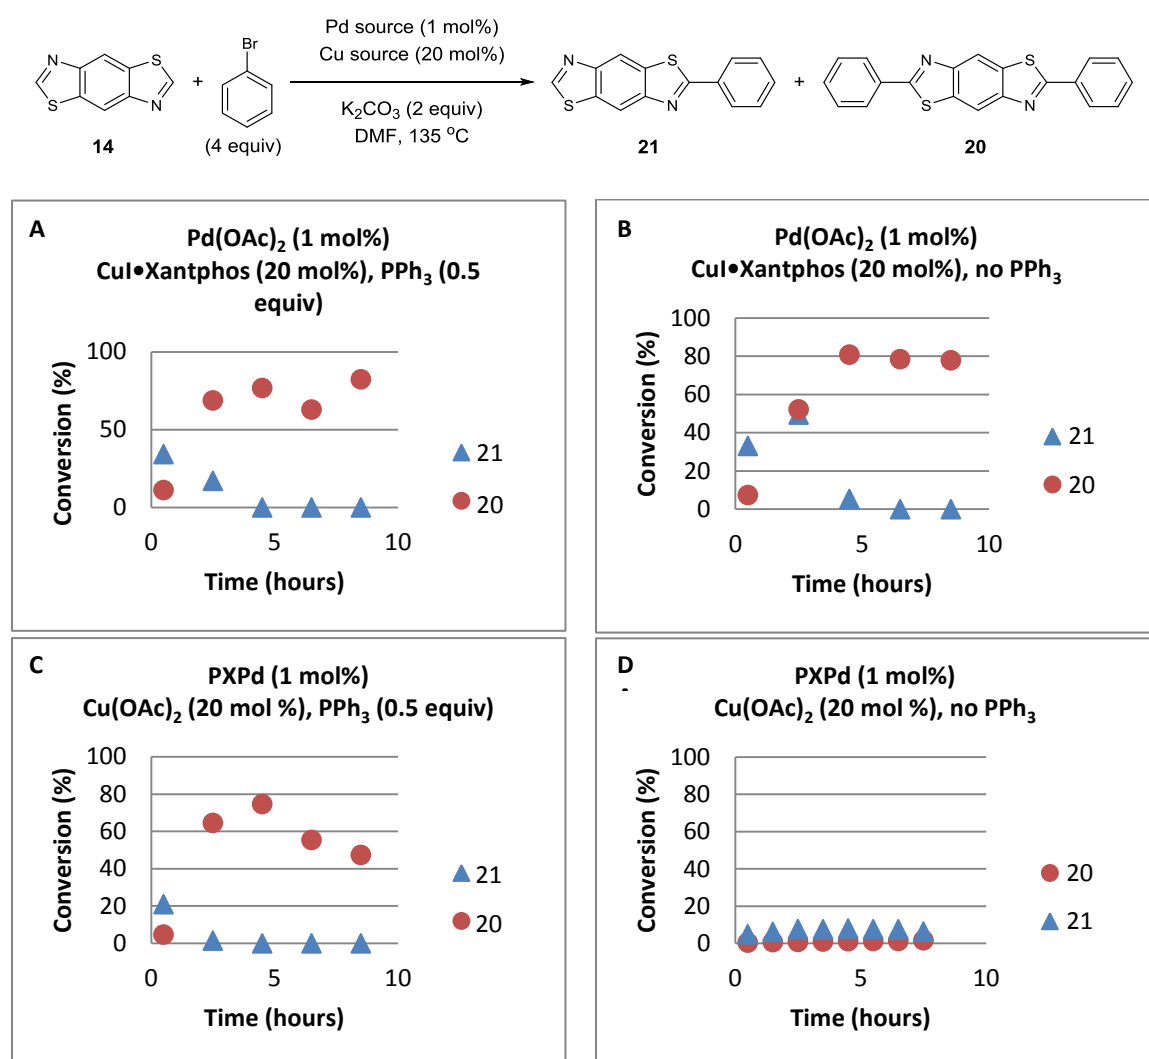 Pd source (1 mol%)
Cu source (20 mol%)
K2CO3 (2 equiv)
DMF, 135 oC
N
S
S
N
14
+
Br
(4 equiv)
N
S
S
N
21
+
N
S
S
N
20
A
Pd(OAc)2 (1 mol%)
CuI•Xantphos (20 mol%), PPh3 (0.5
equiv)
Conversion (%)
100
50
0
0
5
10
Time (hours)
21
20
B
Pd(OAc)2 (1 mol%)
CuI•Xantphos (20 mol%), no PPh3
Conversion (%)
100
80
60
40
20
0
0
5
10
Time (hours)
21
20
C
PXPd (1 mol%)
Cu(OAc)2 (20 mol %), PPh3 (0.5 equiv)
Conversion (%)
100
80
60
40
20
0
0
5
10
Time (hours)
21
20
D
PXPd (1 mol%)
Cu(OAc)2 (20 mol %), no PPh3
Conversion (%)
100
80
60
40
20
0
0
5
10
Time (hours)
20
21